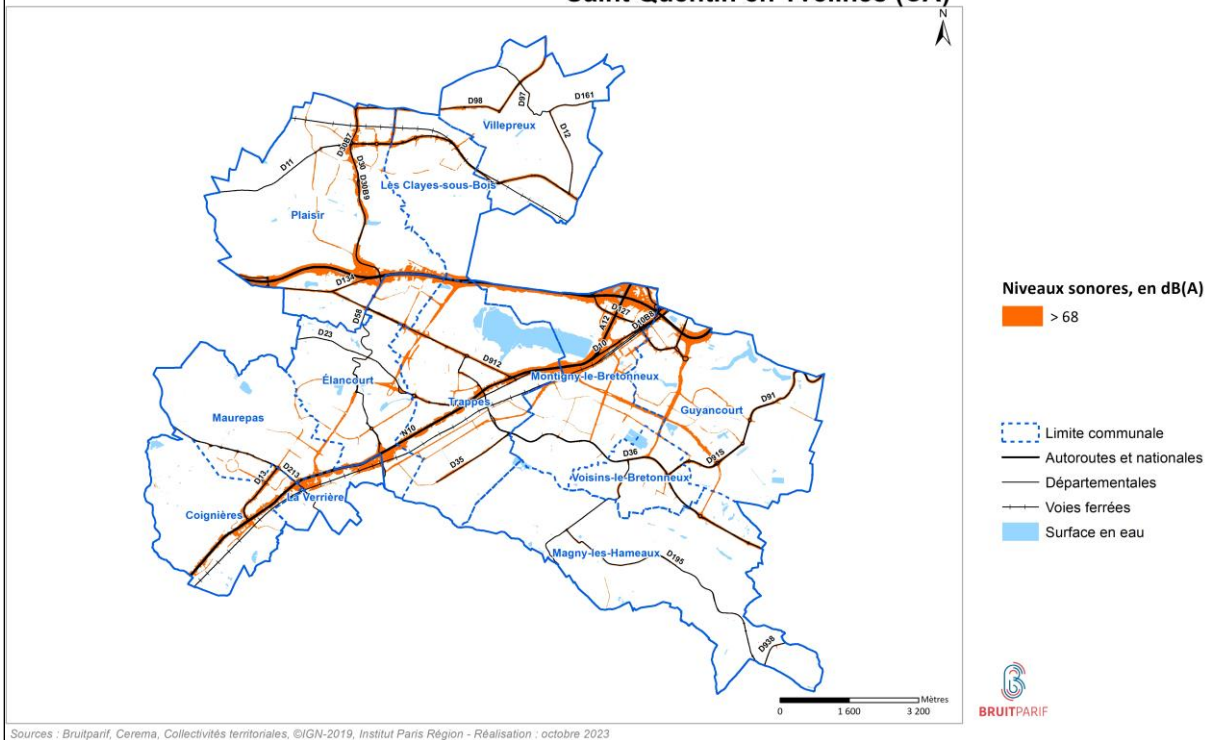 Saint-Quentin-en-Yvelines (CA)
N
D98
D97
D161
Villepreux
D12
D30B7
D11
D30
D30B9
Les Clayes-sous-Bois
Plaisir
D134
D58
D127
A12
D10B8
D10
D23
D912
Élancourt
Montigny-le-Bretonneux
Trappes
Guyancourt
D91
Maurepas
N10
D36
D91S
D35
D13
D213
Voisins-le-Bretonneux
La Verrière
Coignières
Magny-les-Hameaux
D195
D938
Mètres
0 1 600 3 200
Niveaux sonores, en dB(A)
> 68
Limite communale
Autoroutes et nationales
Départementales
Voies ferrées
Surface en eau
BRUITPARIF
Sources : Bruitparif, Cerema, Collectivités territoriales, ©IGN-2019, Institut Paris Région - Réalisation : octobre 2023